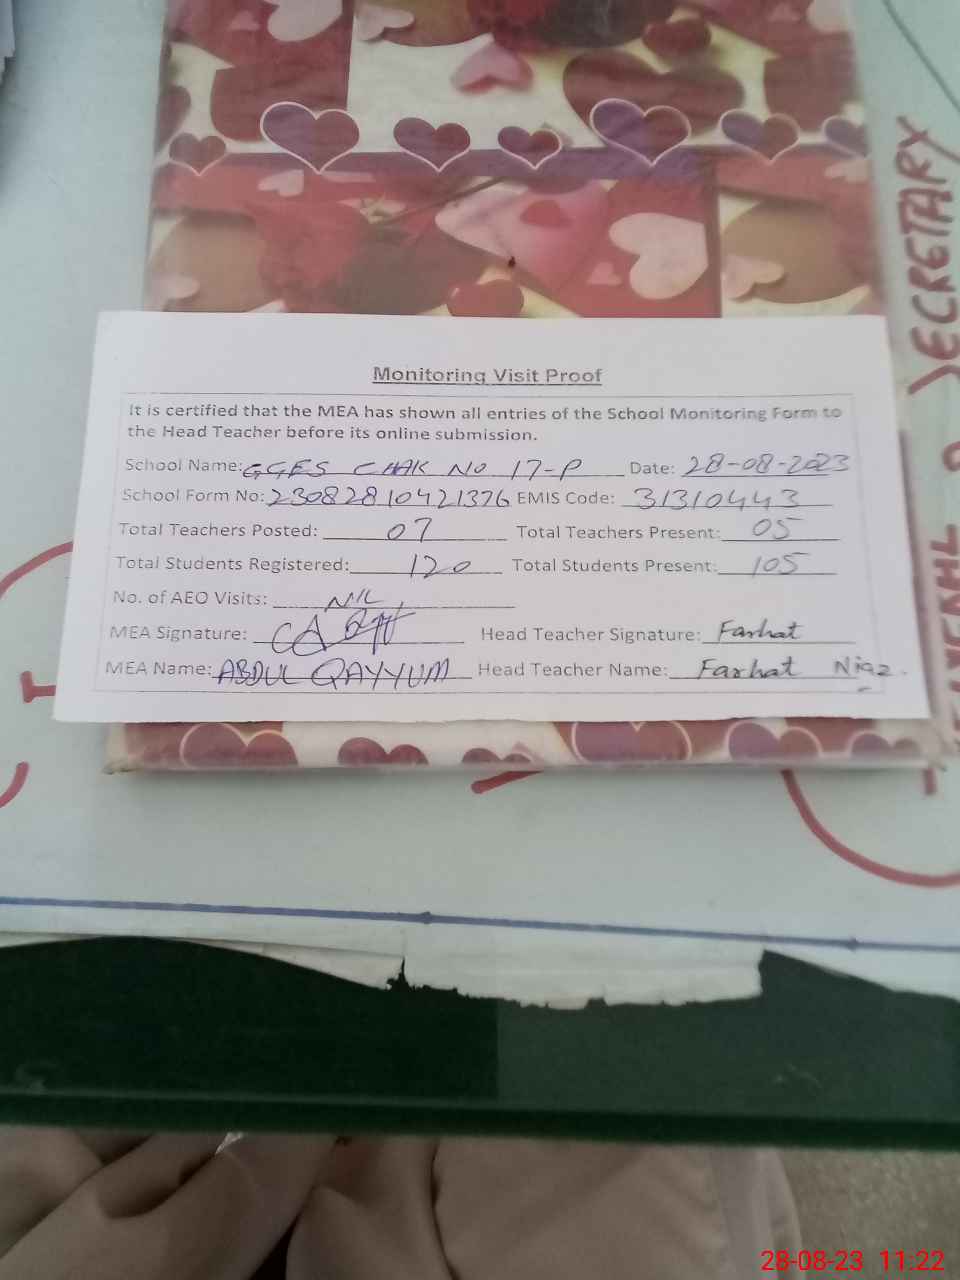 Monitoring Visit Proof
It is certified that the MEA has shown all entries of the School Monitoring Form to
the Head Teacher before its online submission.
School Name: GGES CHAK No 17-P Date: 28-08-2023
School Form No: 23082810421376 EMIS Code: 31310443
Total Teachers Posted: 07 Total Teachers Present: 05
Total Students Registered: 120 Total Students Present: 105
No. of AEO Visits: NIL
MEA Signature: Head Teacher Signature: Farhat
MEA Name: ABDUL QAYYUM Head Teacher Name: Farhat Niaz.
SECRETARY
28-08-23 11:22